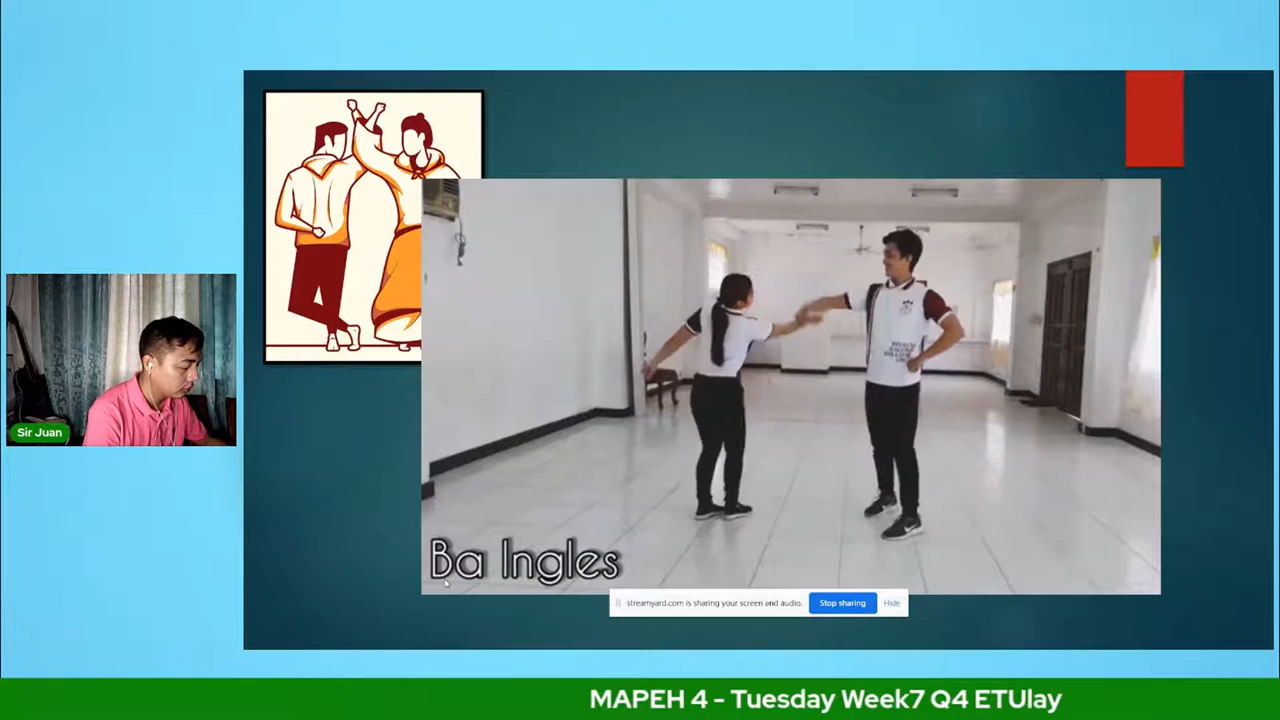 Sir Juan
Ba Ingles
streamyard.com is sharing your screen and audio.
Stop sharing
Hide
MAPEH 4 - Tuesday Week7 Q4 ETUlay